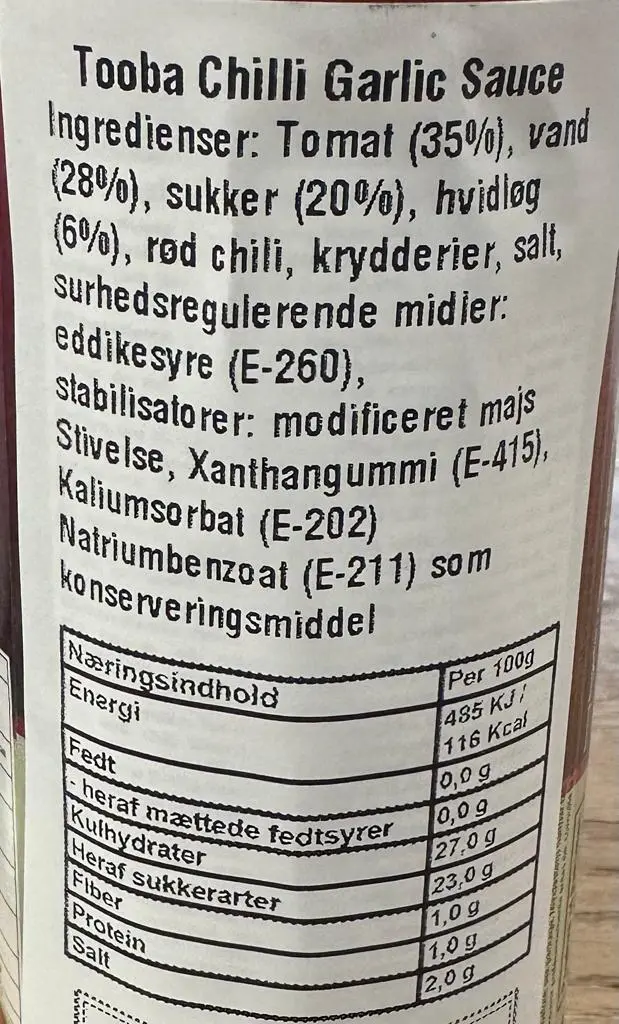 Tooba Chilli Garlic Sauce
Ingredienser: Tomat (35%), vand
(28%), sukker (20%), hvidløg
(6%), rød chili, krydderier, salt,
surhedsregulerende midler:
eddikesyre (E-260),
stabilisatorer: modificeret majs
Stivelse, Xanthangummi (E-415),
Kaliumsorbat (E-202)
Natriumbenzoat (E-211) som
konserveringsmiddel
Næringsindhold Per 100g
Energi 485 KJ /
116 Kcal
Fedt 0,0 g
- heraf mættede fedtsyrer 0,0 g
Kulhydrater 27,0 g
Heraf sukkerarter 23,0 g
Fiber 1,0 g
Protein 1,0 g
Salt 2,0 g